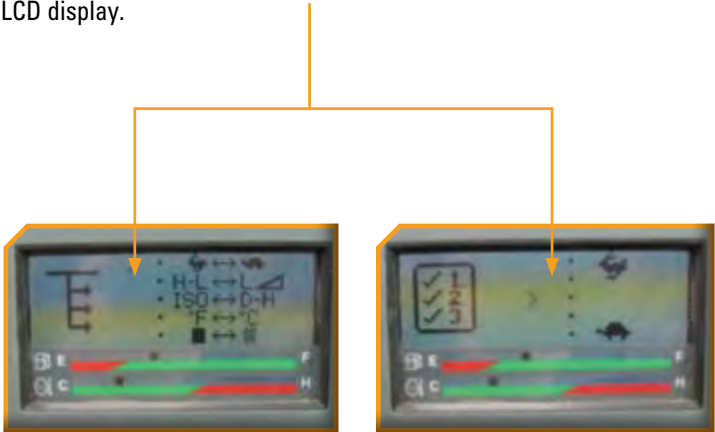 LCD display.
H-L ↔ L
ISO ↔ D-H
°F ↔ °C
E F
C H
1
2
3
>
E F
C H